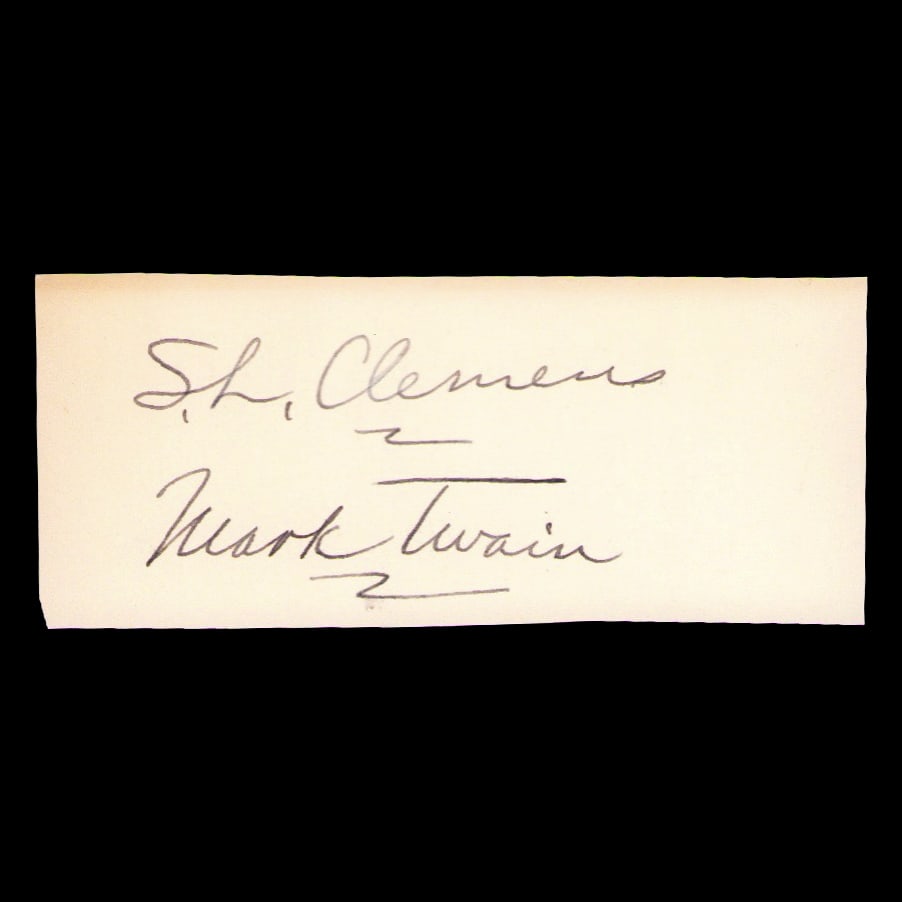 S. L. Clemens
Mark Twain